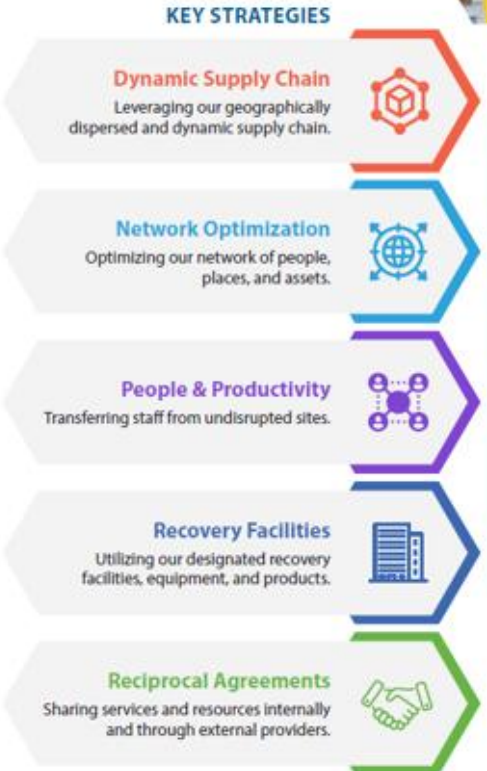 KEY STRATEGIES
Dynamic Supply Chain
Leveraging our geographically
dispersed and dynamic supply chain.
Network Optimization
Optimizing our network of people,
places, and assets.
People & Productivity
Transferring staff from undisrupted sites.
Recovery Facilities
Utilizing our designated recovery
facilities, equipment, and products.
Reciprocal Agreements
Sharing services and resources internally
and through external providers.